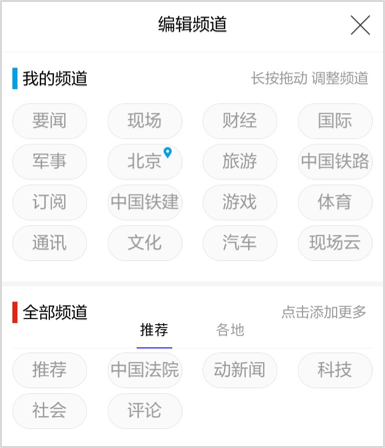 编辑频道
我的频道 长按拖动 调整频道
要闻 现场 财经 国际
军事 北京 旅游 中国铁路
订阅 中国铁建 游戏 体育
通讯 文化 汽车 现场云
全部频道 点击添加更多
推荐 各地
推荐 中国法院 动新闻 科技
社会 评论